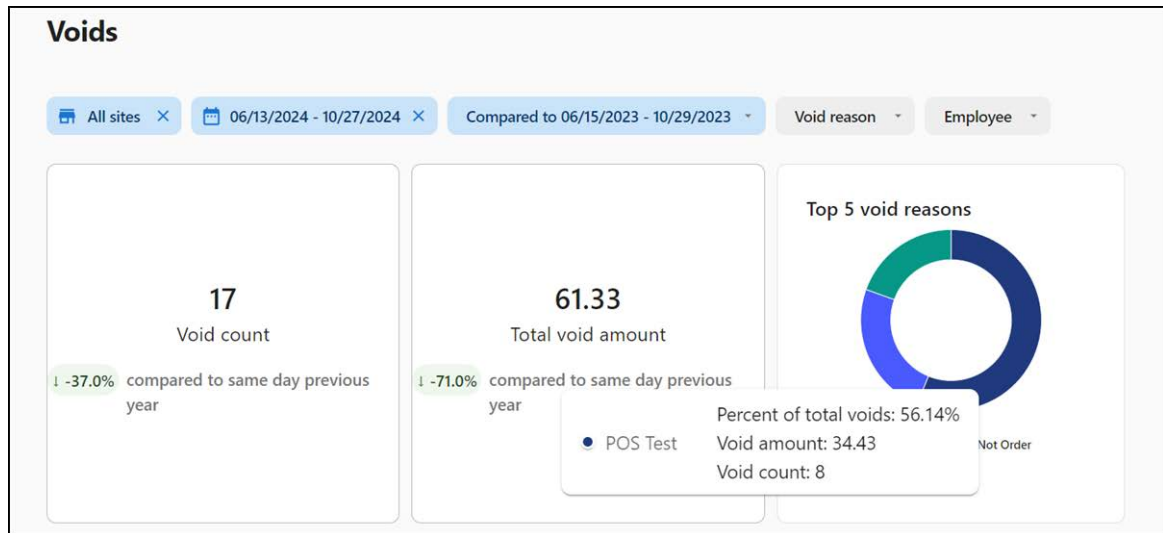 Voids
All sites
06/13/2024 - 10/27/2024
Compared to 06/15/2023 - 10/29/2023
Void reason
Employee
17
Void count
↓ -37.0% compared to same day previous
year
61.33
Total void amount
↓ -71.0% compared to same day previous
year
Top 5 void reasons
Not Order
POS Test
Percent of total voids: 56.14%
Void amount: 34.43
Void count: 8